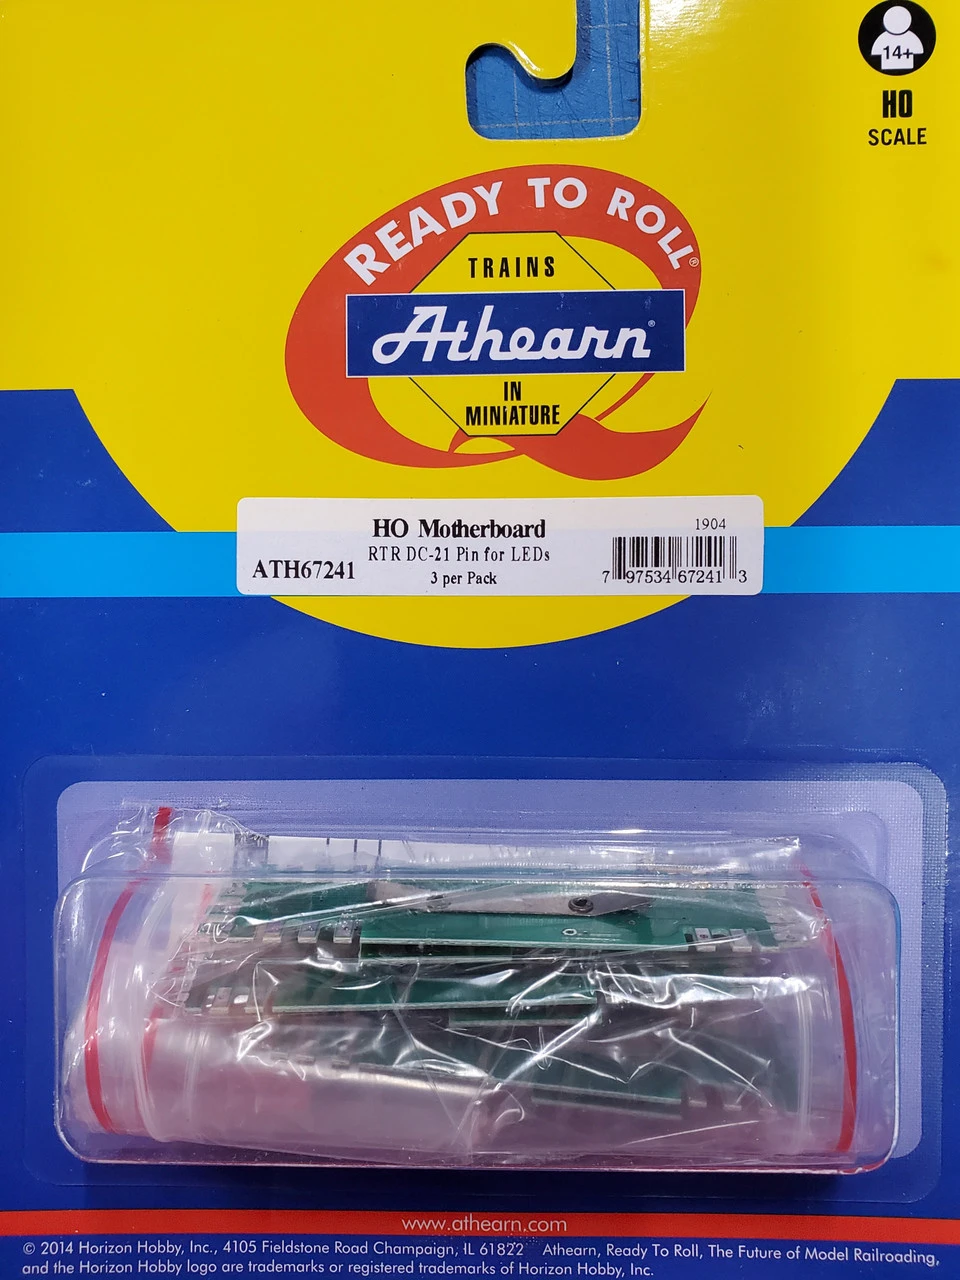 14+
HO
SCALE
READY TO ROLL®
TRAINS
Athearn®
IN
MINIATURE
HO Motherboard
1904
RTR DC-21 Pin for LEDs
ATH67241
3 per Pack
7 97534 67241 3
www.athearn.com
© 2014 Horizon Hobby, Inc., 4105 Fieldstone Road Champaign, IL 61822 Athearn, Ready To Roll, The Future of Model Railroading,
and the Horizon Hobby logo are trademarks or registered trademarks of Horizon Hobby, Inc.